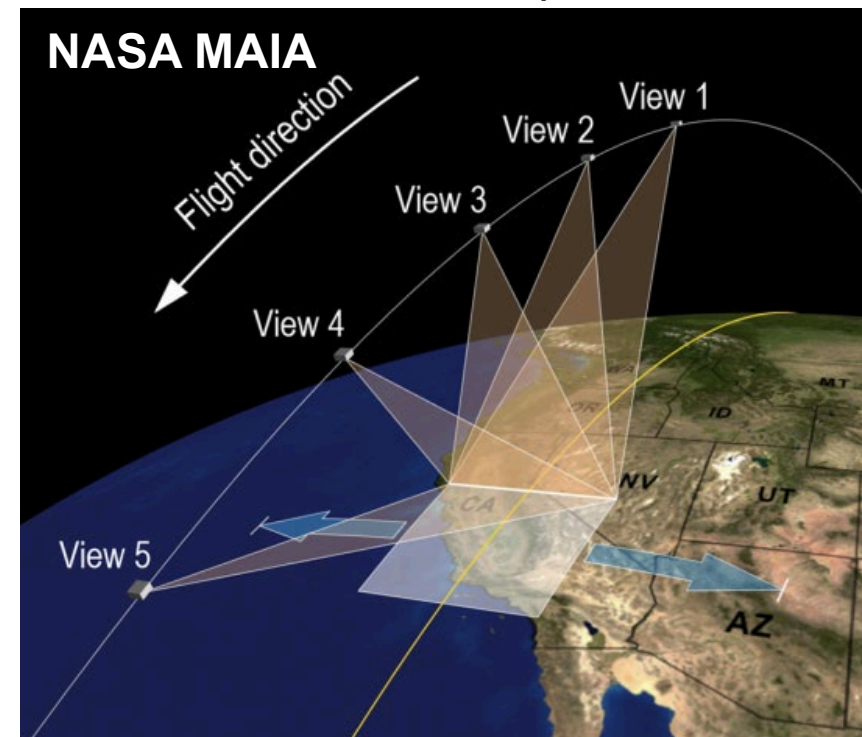 NASA MAIA
Flight direction
View 1
View 2
View 3
View 4
View 5
WA
MT
OR
ID
NV
UT
CA
AZ